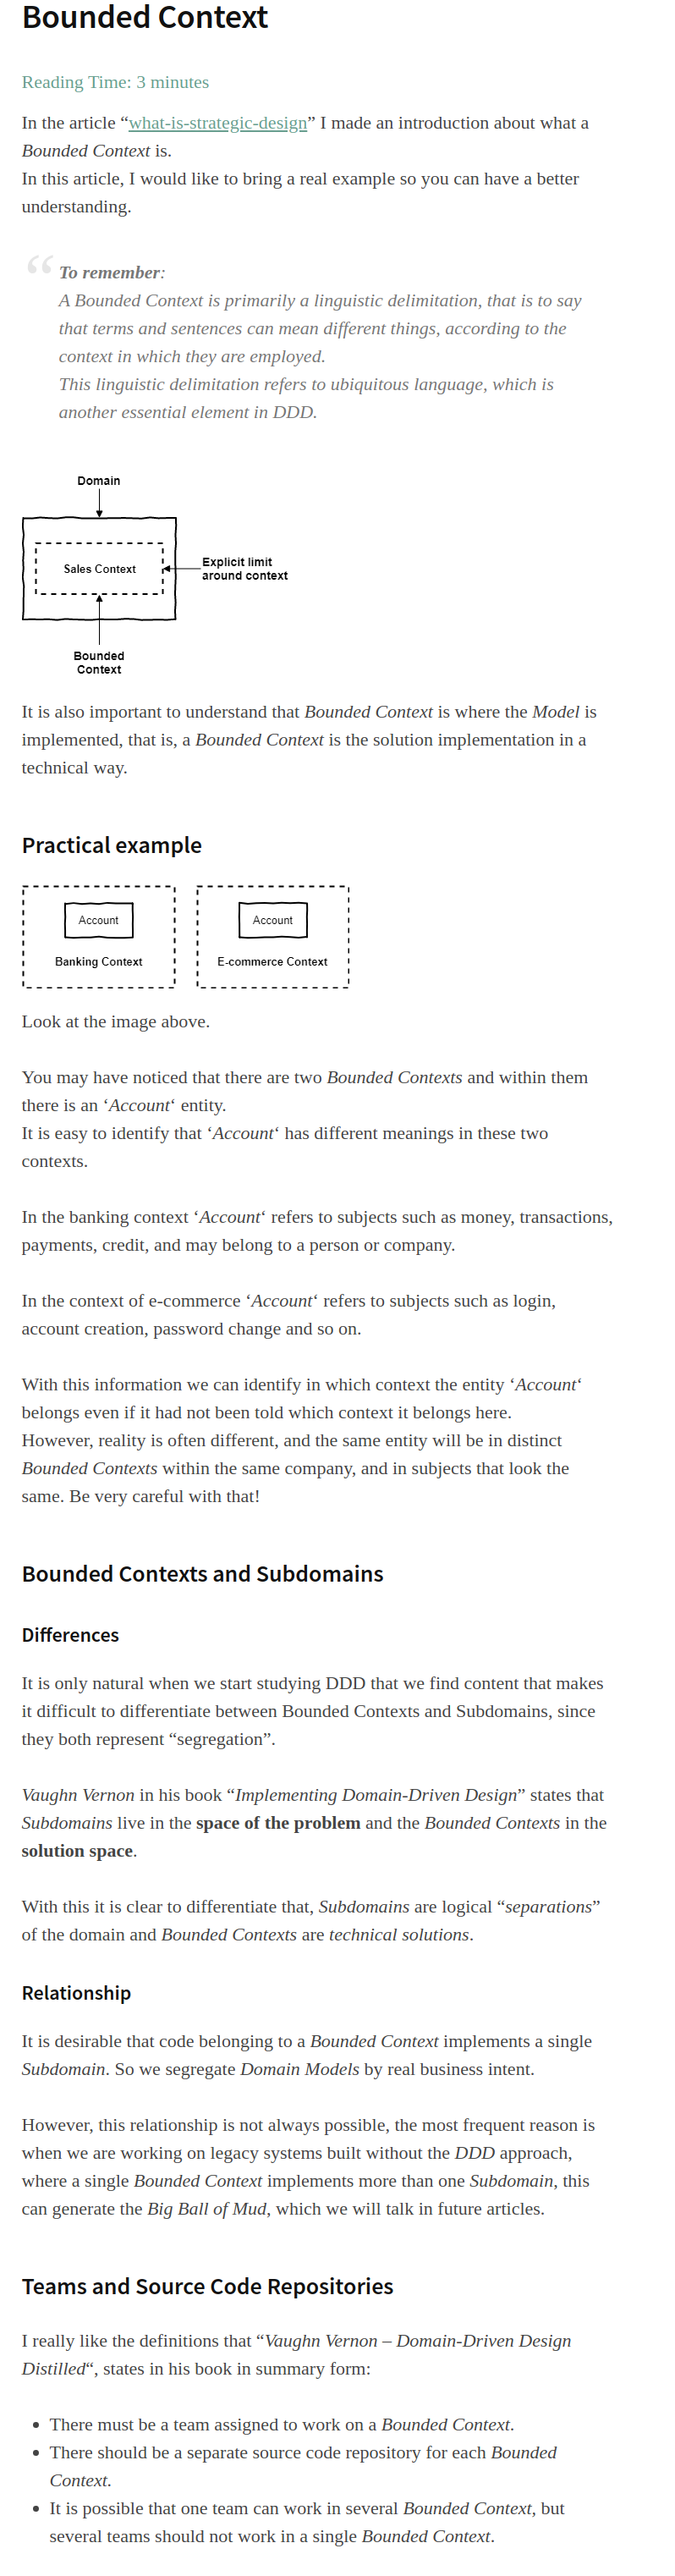 Bounded Context
Reading Time: 3 minutes
In the article “what-is-strategic-design” I made an introduction about what a
Bounded Context is.
In this article, I would like to bring a real example so you can have a better
understanding.
“
To remember:
A Bounded Context is primarily a linguistic delimitation, that is to say
that terms and sentences can mean different things, according to the
context in which they are employed.
This linguistic delimitation refers to ubiquitous language, which is
another essential element in DDD.
Domain
Sales Context
Explicit limit
around context
Bounded
Context
It is also important to understand that Bounded Context is where the Model is
implemented, that is, a Bounded Context is the solution implementation in a
technical way.
Practical example
Account
Banking Context
Account
E-commerce Context
Look at the image above.
You may have noticed that there are two Bounded Contexts and within them
there is an ‘Account‘ entity.
It is easy to identify that ‘Account‘ has different meanings in these two
contexts.
In the banking context ‘Account‘ refers to subjects such as money, transactions,
payments, credit, and may belong to a person or company.
In the context of e-commerce ‘Account‘ refers to subjects such as login,
account creation, password change and so on.
With this information we can identify in which context the entity ‘Account‘
belongs even if it had not been told which context it belongs here.
However, reality is often different, and the same entity will be in distinct
Bounded Contexts within the same company, and in subjects that look the
same. Be very careful with that!
Bounded Contexts and Subdomains
Differences
It is only natural when we start studying DDD that we find content that makes
it difficult to differentiate between Bounded Contexts and Subdomains, since
they both represent “segregation”.
Vaughn Vernon in his book “Implementing Domain-Driven Design” states that
Subdomains live in the space of the problem and the Bounded Contexts in the
solution space.
With this it is clear to differentiate that, Subdomains are logical “separations”
of the domain and Bounded Contexts are technical solutions.
Relationship
It is desirable that code belonging to a Bounded Context implements a single
Subdomain. So we segregate Domain Models by real business intent.
However, this relationship is not always possible, the most frequent reason is
when we are working on legacy systems built without the DDD approach,
where a single Bounded Context implements more than one Subdomain, this
can generate the Big Ball of Mud, which we will talk in future articles.
Teams and Source Code Repositories
I really like the definitions that “Vaughn Vernon – Domain-Driven Design
Distilled“, states in his book in summary form:
• There must be a team assigned to work on a Bounded Context.
• There should be a separate source code repository for each Bounded
Context.
• It is possible that one team can work in several Bounded Context, but
several teams should not work in a single Bounded Context.